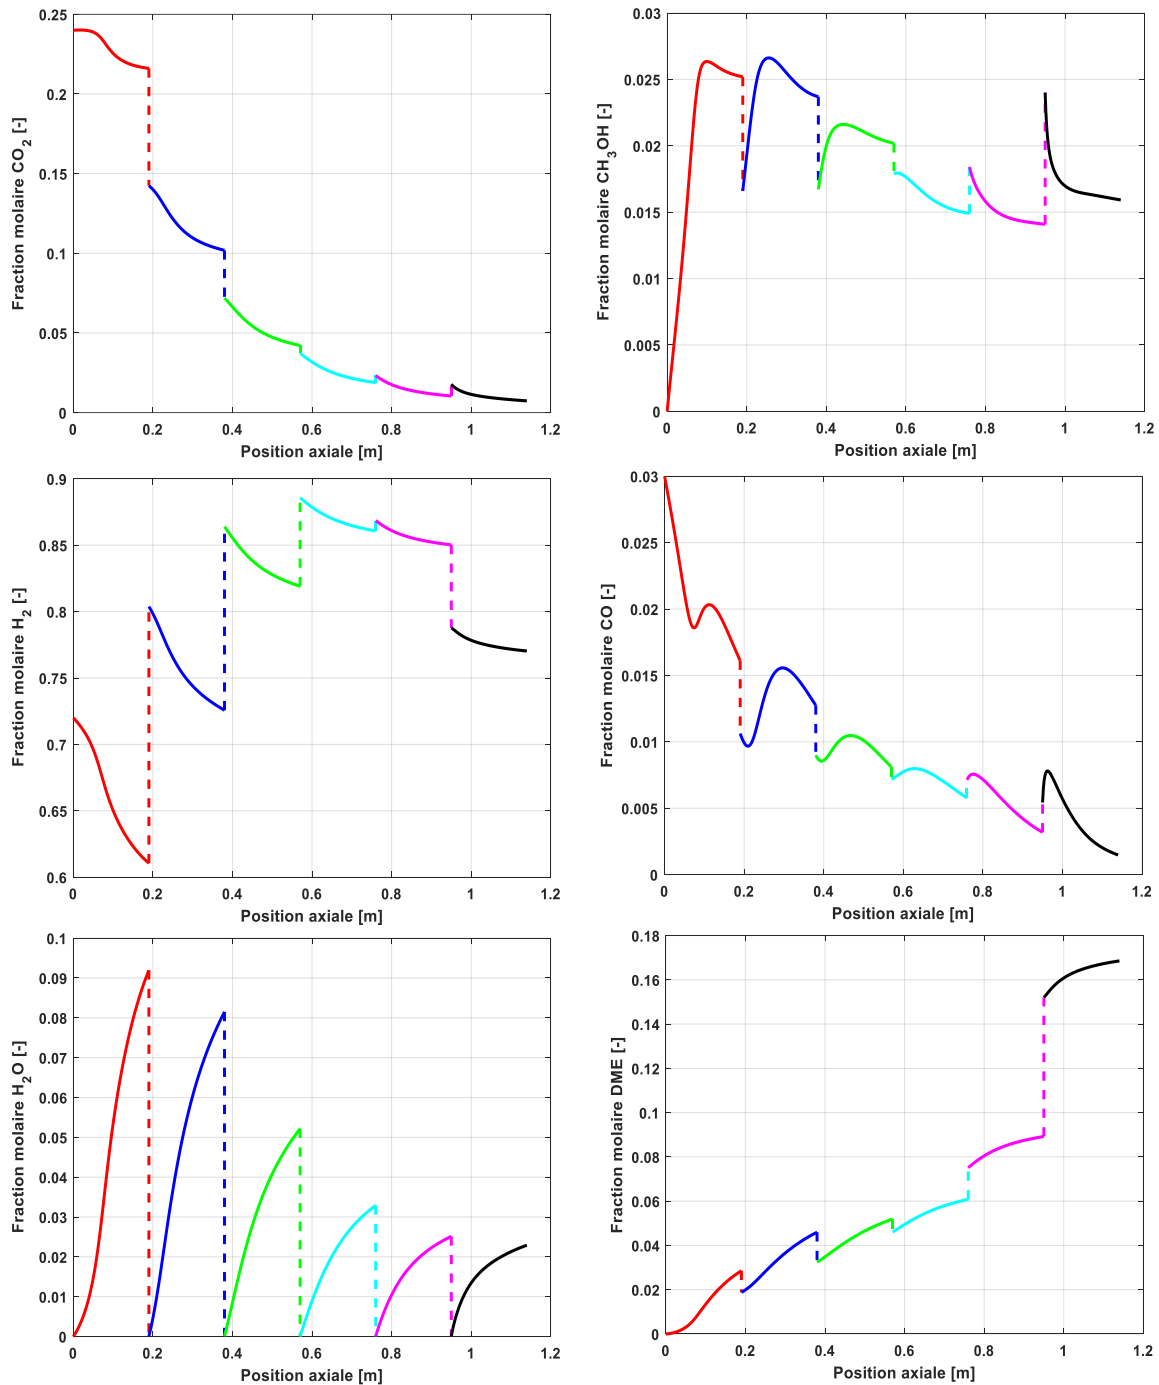 0.25
0.2
0.15
0.1
0.05
0
Fraction molaire CO2 [-]
0 0.2 0.4 0.6 0.8 1 1.2
Position axiale [m]
0.03
0.025
0.02
0.015
0.01
0.005
0
Fraction molaire CH3OH [-]
0 0.2 0.4 0.6 0.8 1 1.2
Position axiale [m]
0.9
0.85
0.8
0.75
0.7
0.65
0.6
Fraction molaire H2 [-]
0 0.2 0.4 0.6 0.8 1 1.2
Position axiale [m]
0.03
0.025
0.02
0.015
0.01
0.005
0
Fraction molaire CO [-]
0 0.2 0.4 0.6 0.8 1 1.2
Position axiale [m]
0.1
0.09
0.08
0.07
0.06
0.05
0.04
0.03
0.02
0.01
0
Fraction molaire H2O [-]
0 0.2 0.4 0.6 0.8 1 1.2
Position axiale [m]
0.18
0.16
0.14
0.12
0.1
0.08
0.06
0.04
0.02
0
Fraction molaire DME [-]
0 0.2 0.4 0.6 0.8 1 1.2
Position axiale [m]